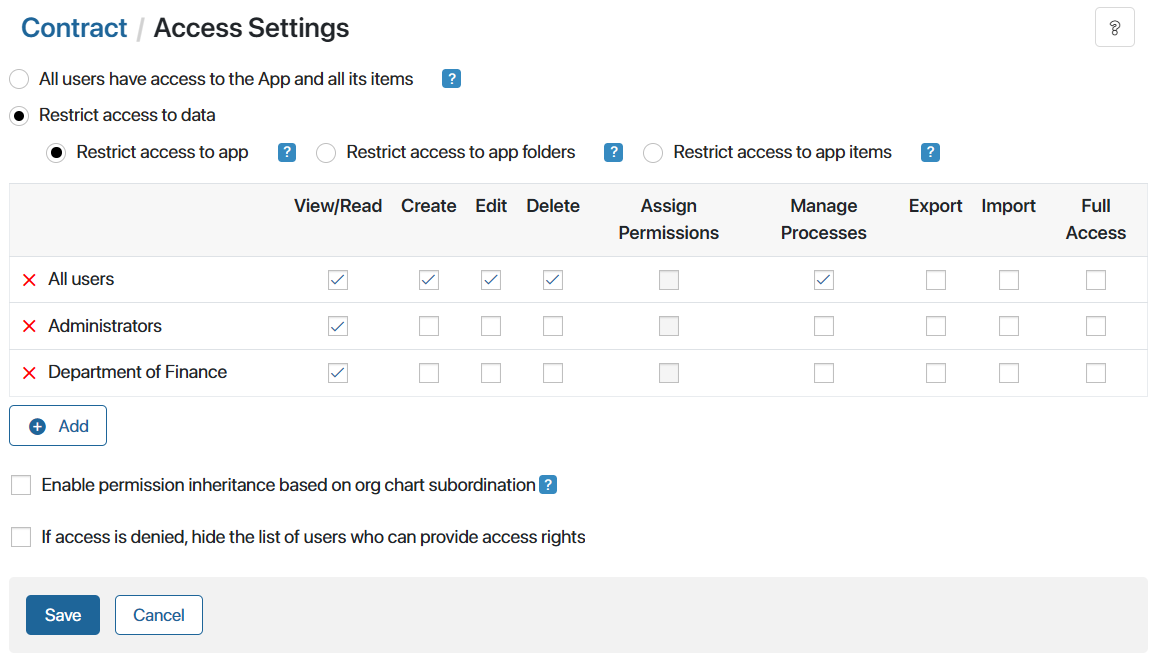 Contract / Access Settings
?
All users have access to the App and all its items ?
Restrict access to data
Restrict access to app ? Restrict access to app folders ? Restrict access to app items ?
View/Read Create Edit Delete Assign Manage Export Import Full
Permissions Processes Access
All users
Administrators
Department of Finance
Add
Enable permission inheritance based on org chart subordination ?
If access is denied, hide the list of users who can provide access rights
Save Cancel